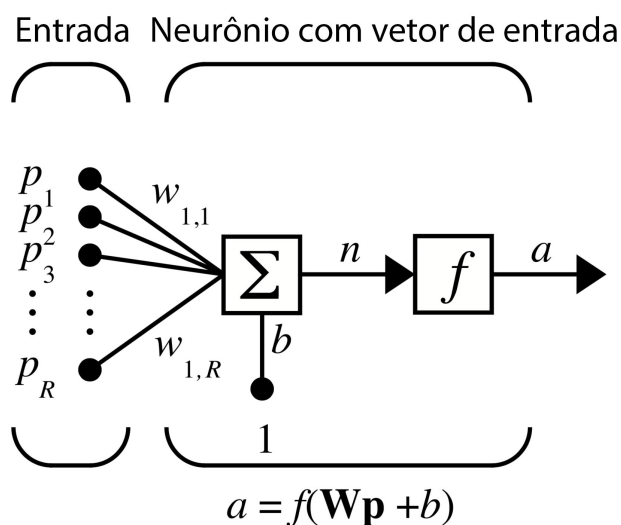 Entrada Neurônio com vetor de entrada
p1
w1,1
p2
p3
Σ n f a
w1,R
b
pR
1
a = f(Wp +b)